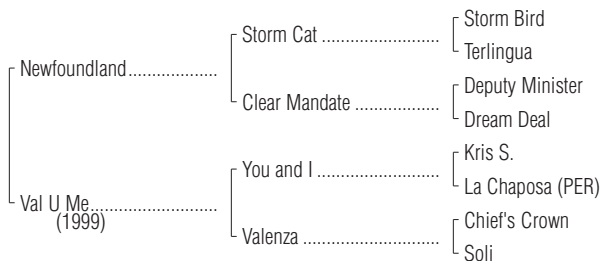 Storm Bird
Storm Cat ........................
Terlingua
Newfoundland..................
Deputy Minister
Clear Mandate .................
Dream Deal
Kris S.
You and I .........................
La Chaposa (PER)
Val U Me..........................
(1999)
Chief's Crown
Valenza ............................
Soli